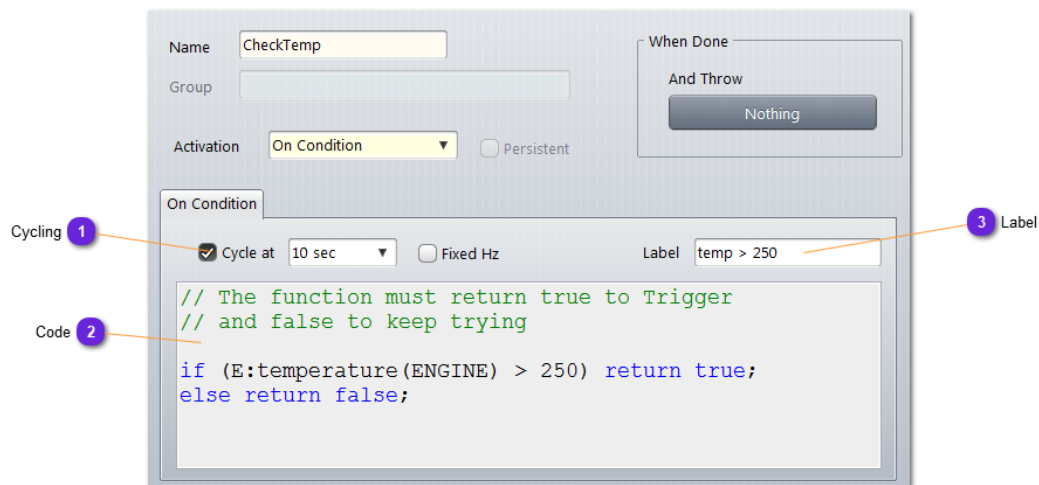 Name CheckTemp
When Done
Group
And Throw
Nothing
Activation On Condition Persistent
On Condition
Cycling 1
3 Label
Cycle at 10 sec Fixed Hz Label temp > 250
// The function must return true to Trigger
// and false to keep trying
Code 2
if (E:temperature(ENGINE) > 250) return true;
else return false;